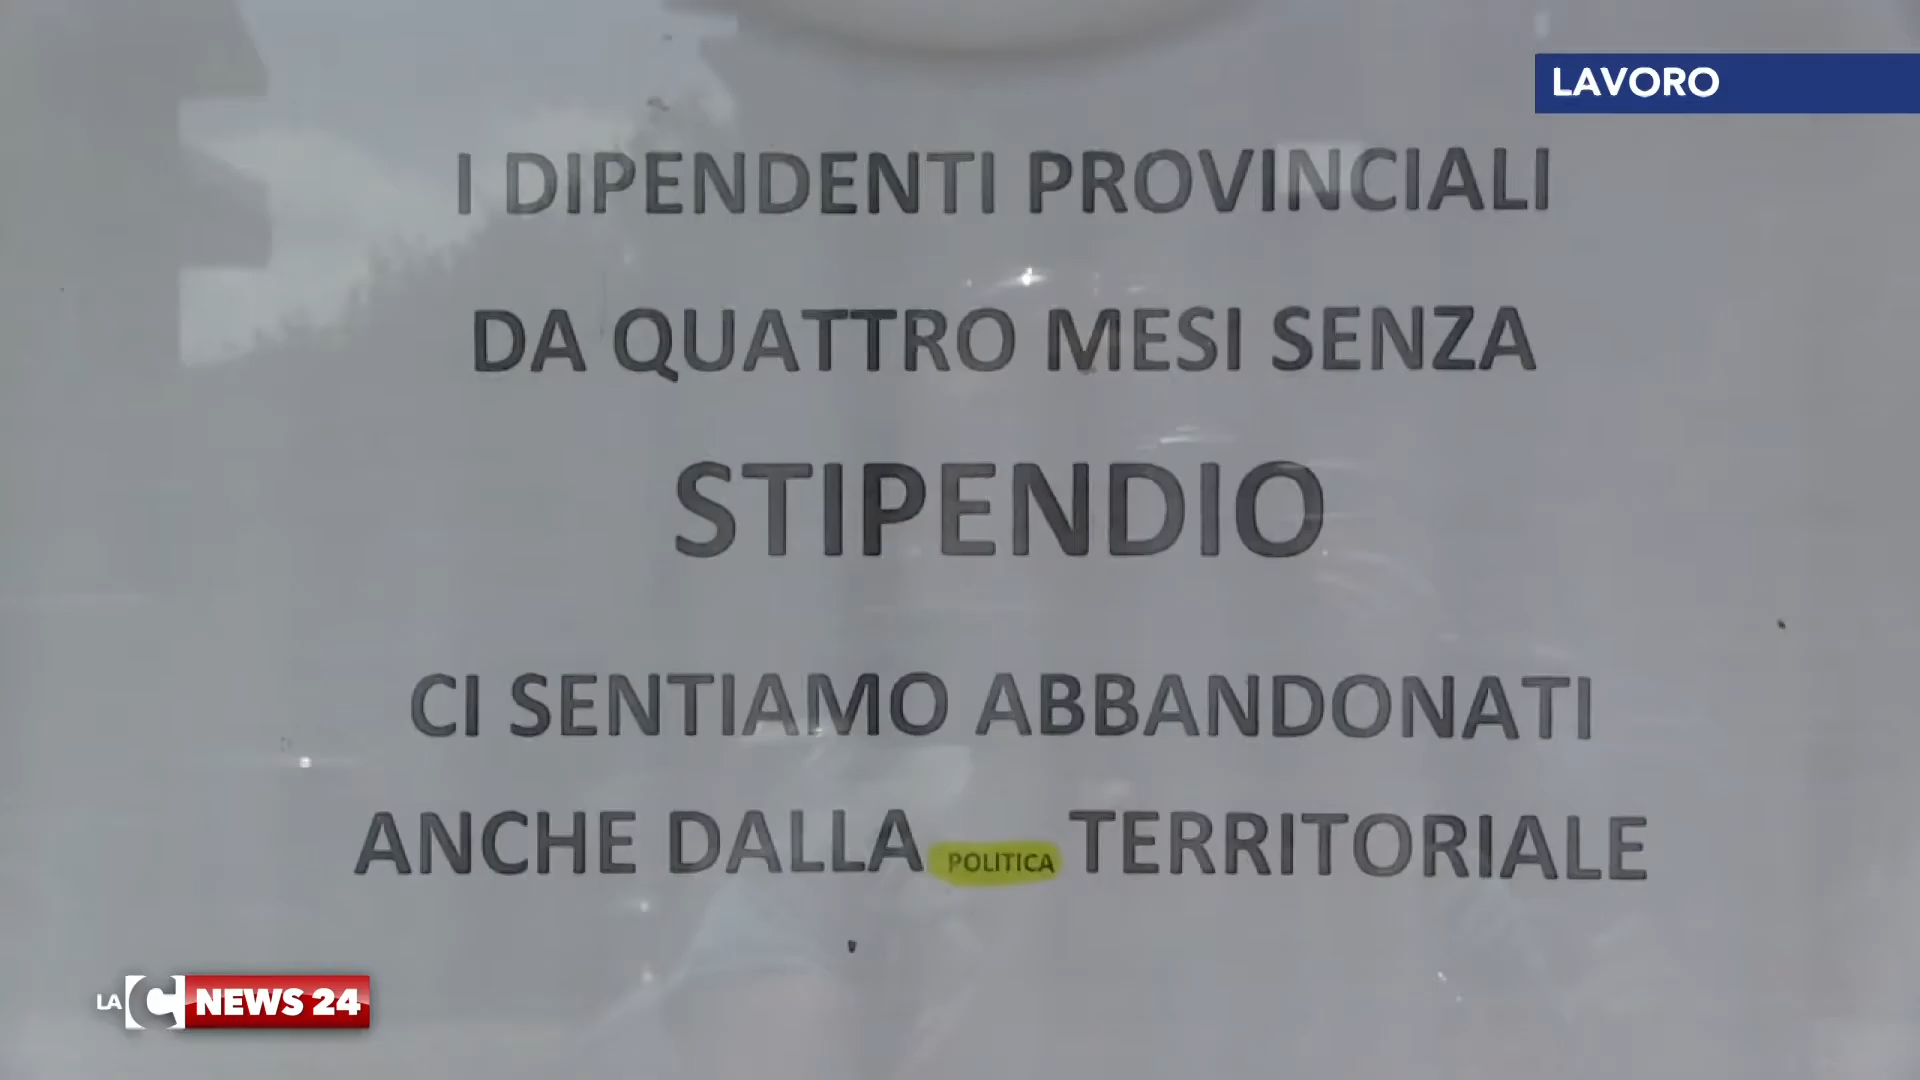 LAVORO
I DIPENDENTI PROVINCIALI
DA QUATTRO MESI SENZA
STIPENDIO
CI SENTIAMO ABBANDONATI
ANCHE DALLA POLITICA TERRITORIALE
LA C NEWS 24